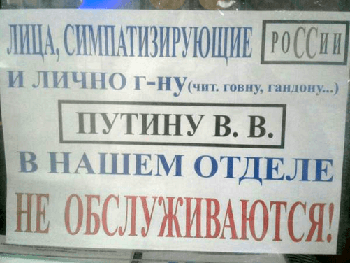 ЛИЦА, СИМПАТИЗИРУЮЩИЕ РОССИИ
И ЛИЧНО Г-НУ (ЧИТ. ГОВНУ, ГАНДОНУ...)
ПУТИНУ В. В.
В НАШЕМ ОТДЕЛЕ
НЕ ОБСЛУЖИВАЮТСЯ!